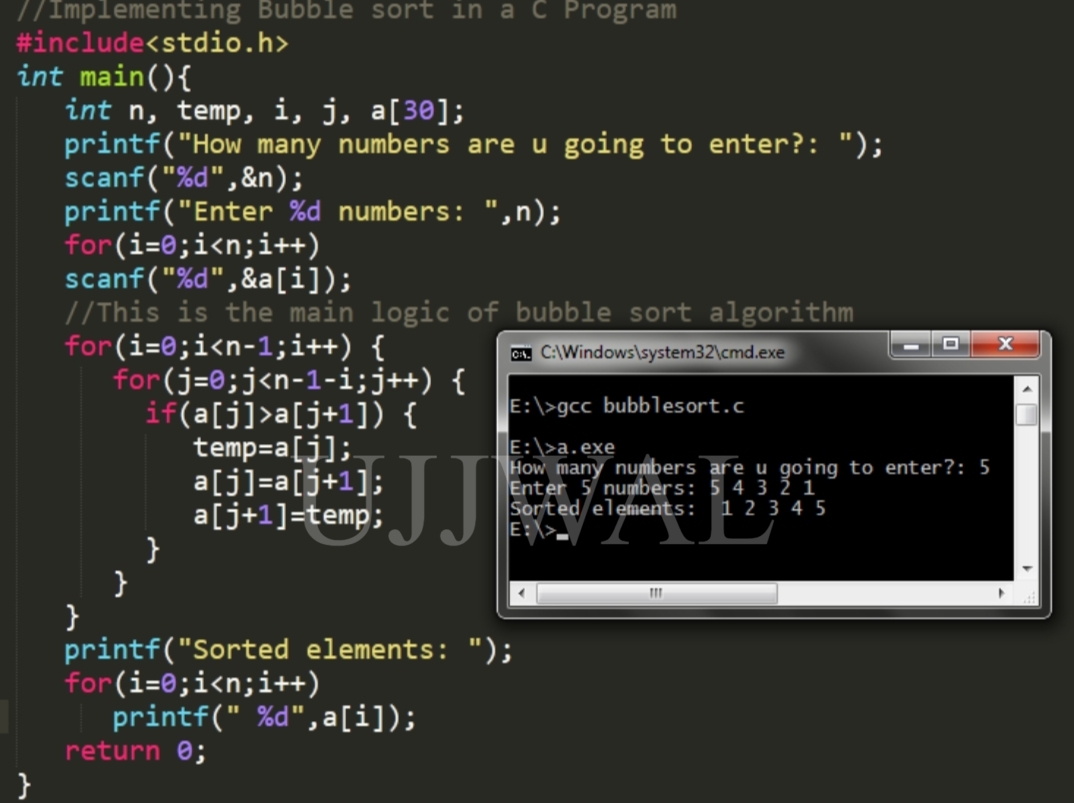 //Implementing Bubble sort in a C Program
#include<stdio.h>
int main(){
int n, temp, i, j, a[30];
printf("How many numbers are u going to enter?: ");
scanf("%d",&n);
printf("Enter %d numbers: ",n);
for(i=0;i<n;i++)
scanf("%d",&a[i]);
//This is the main logic of bubble sort algorithm
for(i=0;i<n-1;i++) {
for(j=0;j<n-1-i;j++) {
if(a[j]>a[j+1]) {
temp=a[j];
a[j]=a[j+1];
a[j+1]=temp;
}
}
}
printf("Sorted elements: ");
for(i=0;i<n;i++)
printf(" %d",a[i]);
return 0;
}
C:\Windows\system32\cmd.exe
E:\>gcc bubblesort.c
E:\>a.exe
How many numbers are u going to enter?: 5
Enter 5 numbers: 5 4 3 2 1
Sorted elements:  1 2 3 4 5
E:\>_
UJJWAL